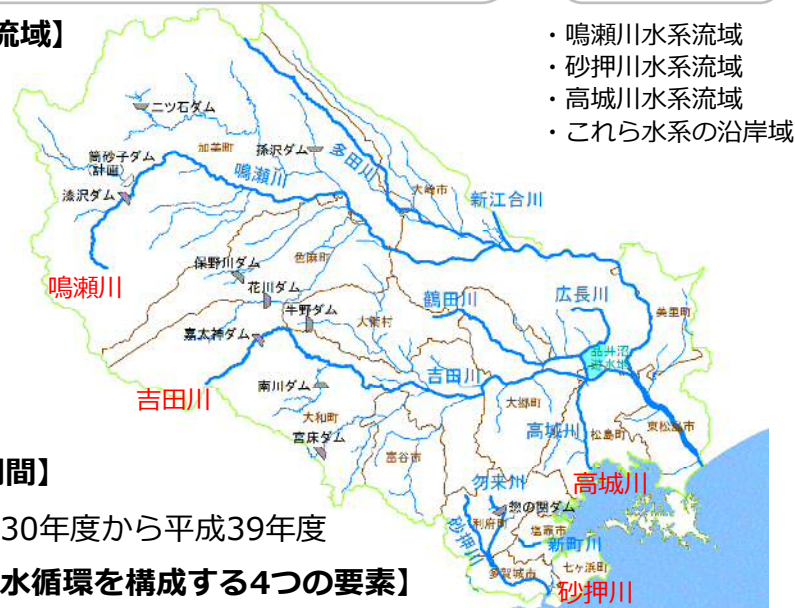 流域】
・鳴瀬川水系流域
・砂押川水系流域
・高城川水系流域
・これら水系の沿岸域
二ツ石ダム
筒砂子ダム
(計画)
加美町
孫沢ダム
多田川
漆沢ダム
鳴瀬川
大崎市
新江合川
保野川ダム
色麻町
鳴瀬川
花川ダム
鶴田川
広長川
牛野ダム
大衡村
美里町
嘉太神ダム
品井沼
遊水地
吉田川
吉田川
南川ダム
大郷町
大和町
高城川
松島町
東松島市
宮床ダム
富谷市
間】
勿来川
高城川
惣の関ダム
30年度から平成39年度
砂押川
利府町
塩竈市
新町川
水循環を構成する4つの要素】
多賀城市
七ヶ浜町
砂押川